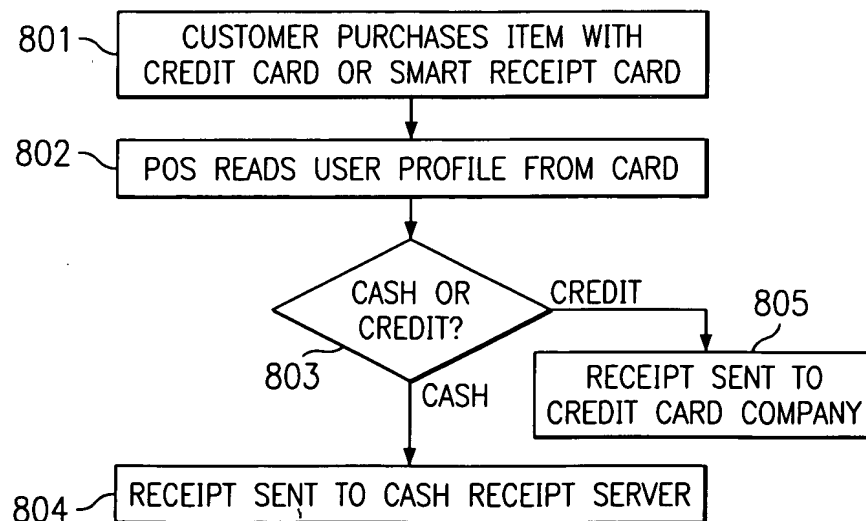 801
CUSTOMER PURCHASES ITEM WITH
CREDIT CARD OR SMART RECEIPT CARD
802
POS READS USER PROFILE FROM CARD
CASH OR
CREDIT?
CREDIT
803
805
CASH
RECEIPT SENT TO
CREDIT CARD COMPANY
804
RECEIPT SENT TO CASH RECEIPT SERVER